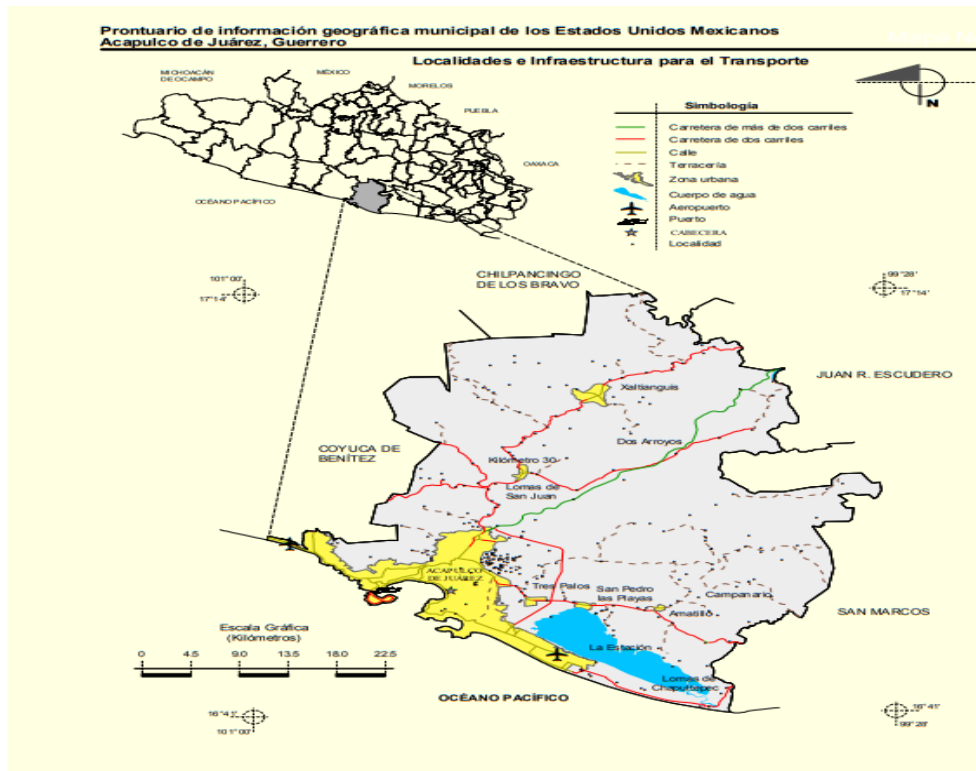 Prontuario de información geográfica municipal de los Estados Unidos Mexicanos
Acapulco de Juárez, Guerrero
Localidades e Infraestructura para el Transporte
MICHOACÁN
DE OCAMPO
MÉXICO
MORELOS
PUEBLA
OAXACA
OCÉANO PACÍFICO
N
Simbología
Carretera de más de dos carriles
Carretera de dos carriles
Calle
Terracería
Zona urbana
Cuerpo de agua
Aeropuerto
Puerto
CABECERA
Localidad
101°00'
17°14'
99°28'
17°14'
CHILPANCINGO
DE LOS BRAVO
JUAN R. ESCUDERO
COYUCA DE
BENÍTEZ
SAN MARCOS
Xaltianguis
Dos Arroyos
Kilómetro 30
Lomas de
San Juan
ACAPULCO
DE JUÁREZ
Tres Palos
San Pedro
las Playas
Campanario
Amatillo
La Estación
Lomas de
Chapultepec
Escala Gráfica
(Kilómetros)
0 4.5 9.0 13.5 18.0 22.5
OCÉANO PACÍFICO
16°41'
101°00'
16°41'
99°28'